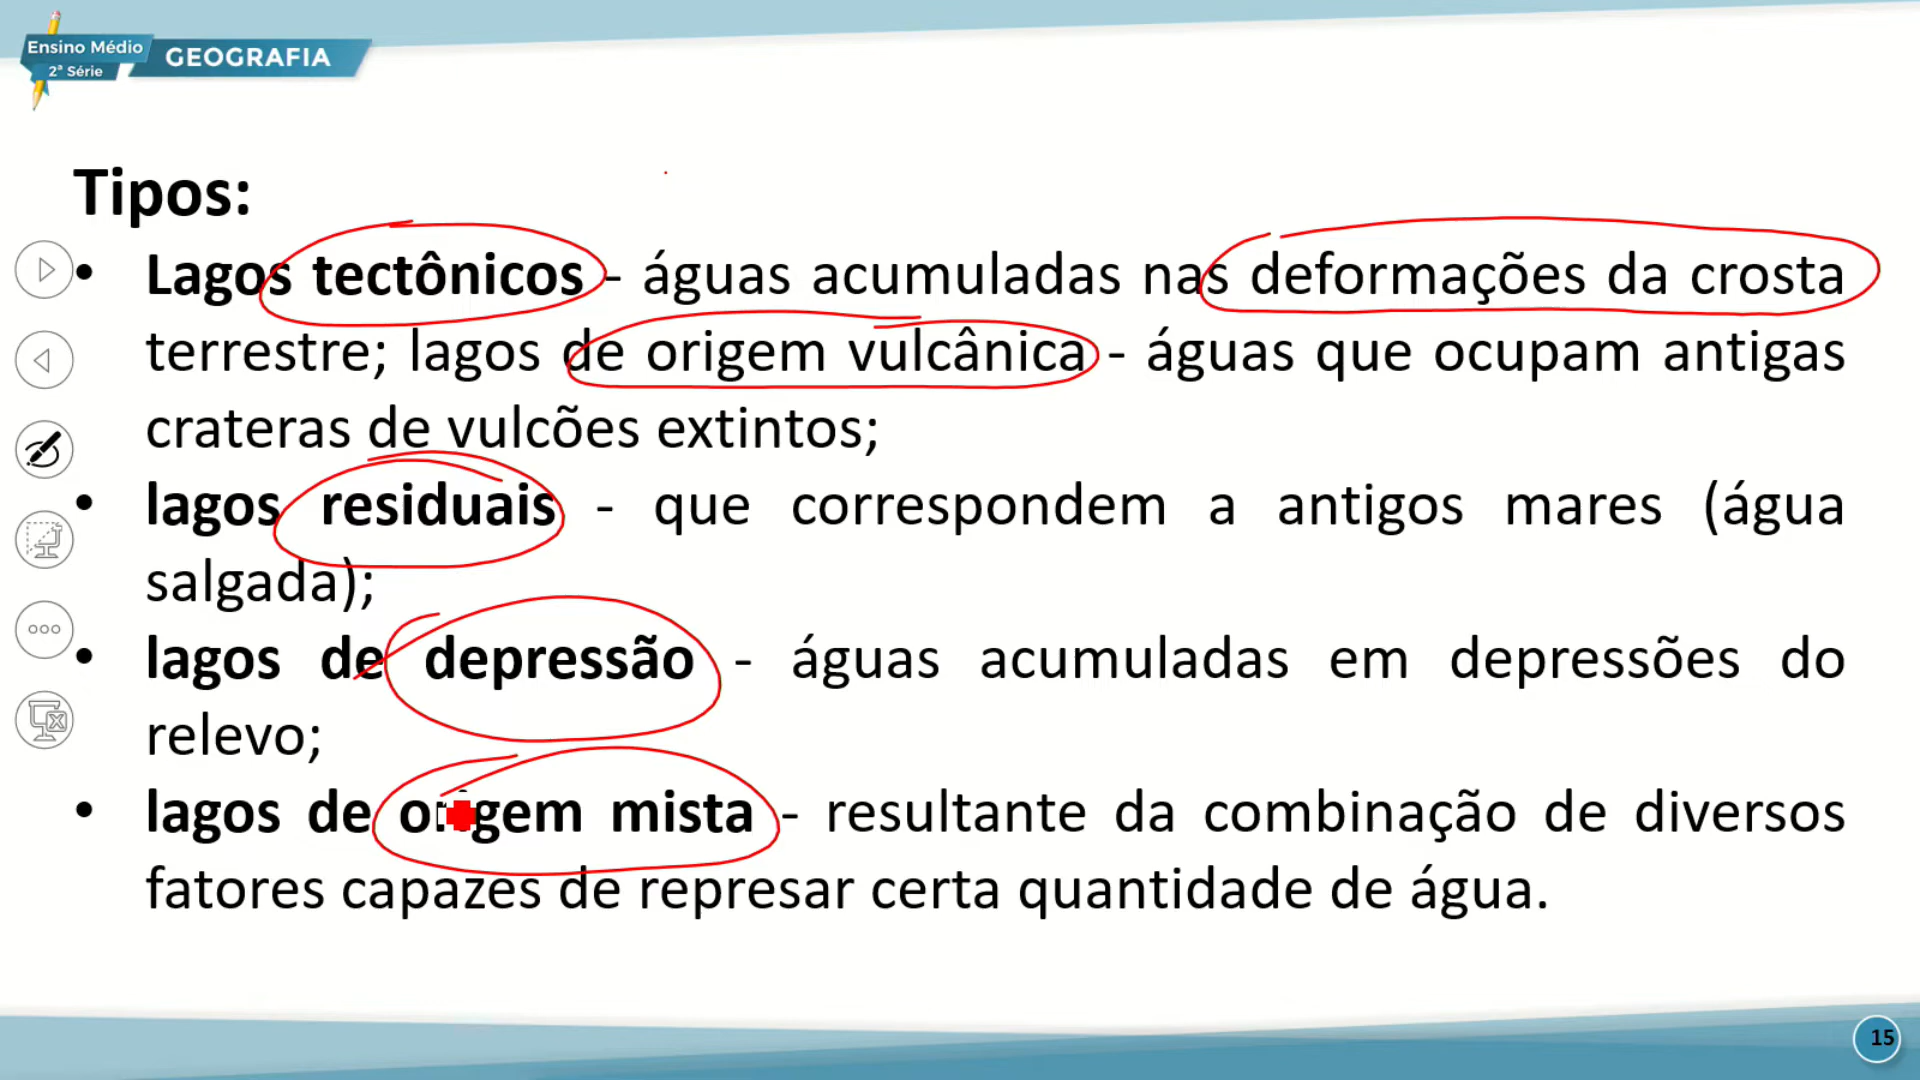 Ensino Médio
2ª Série
GEOGRAFIA
Tipos:
• Lagos tectônicos - águas acumuladas nas deformações da crosta
terrestre; lagos de origem vulcânica - águas que ocupam antigas
crateras de vulcões extintos;
• lagos residuais - que correspondem a antigos mares (água
salgada);
• lagos de depressão - águas acumuladas em depressões do
relevo;
• lagos de origem mista - resultante da combinação de diversos
fatores capazes de represar certa quantidade de água.
15